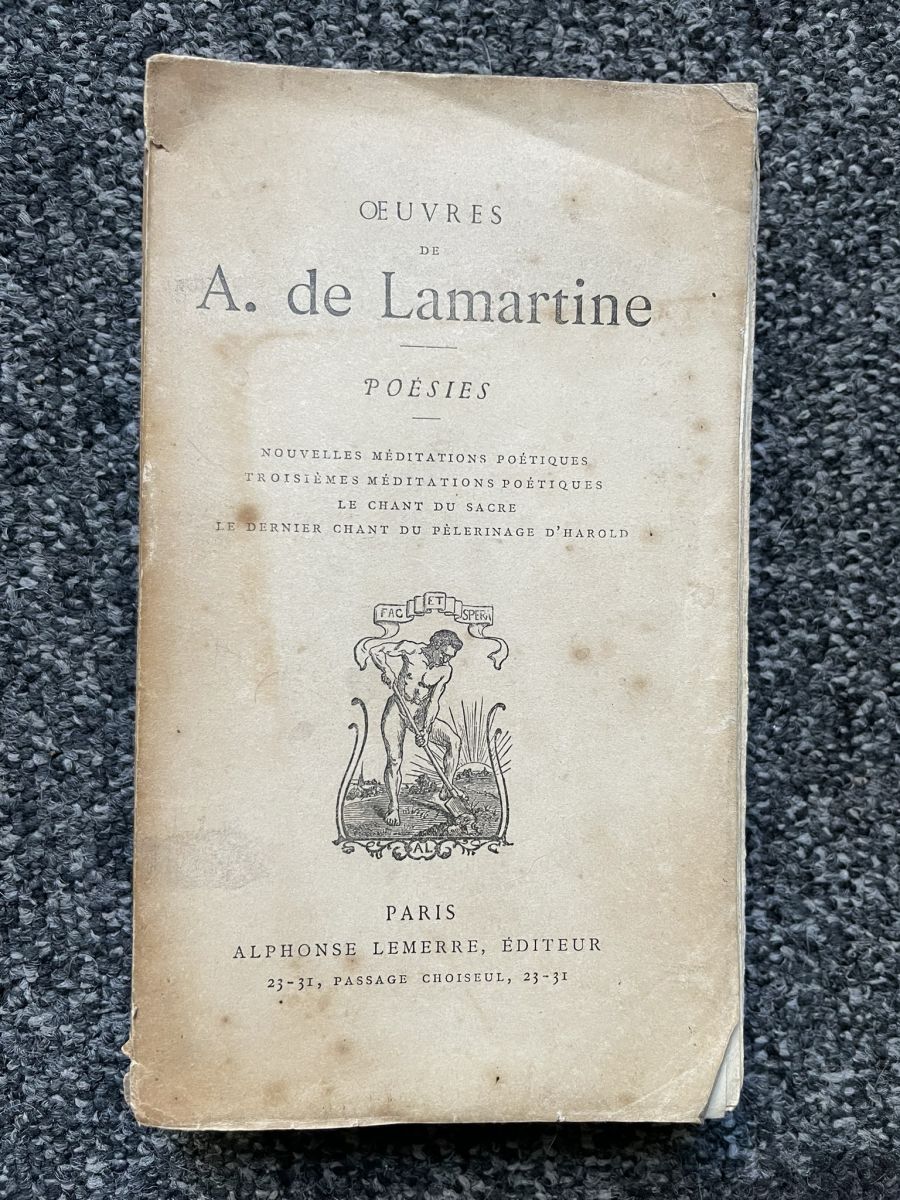 ŒUVRES
DE
A. de Lamartine
POÉSIES
NOUVELLES MÉDITATIONS POÉTIQUES
TROISIÈMES MÉDITATIONS POÉTIQUES
LE CHANT DU SACRE
LE DERNIER CHANT DU PÈLERINAGE D'HAROLD
FAC ET SPERA
AL
PARIS
ALPHONSE LEMERRE, ÉDITEUR
23-31, PASSAGE CHOISEUL, 23-31